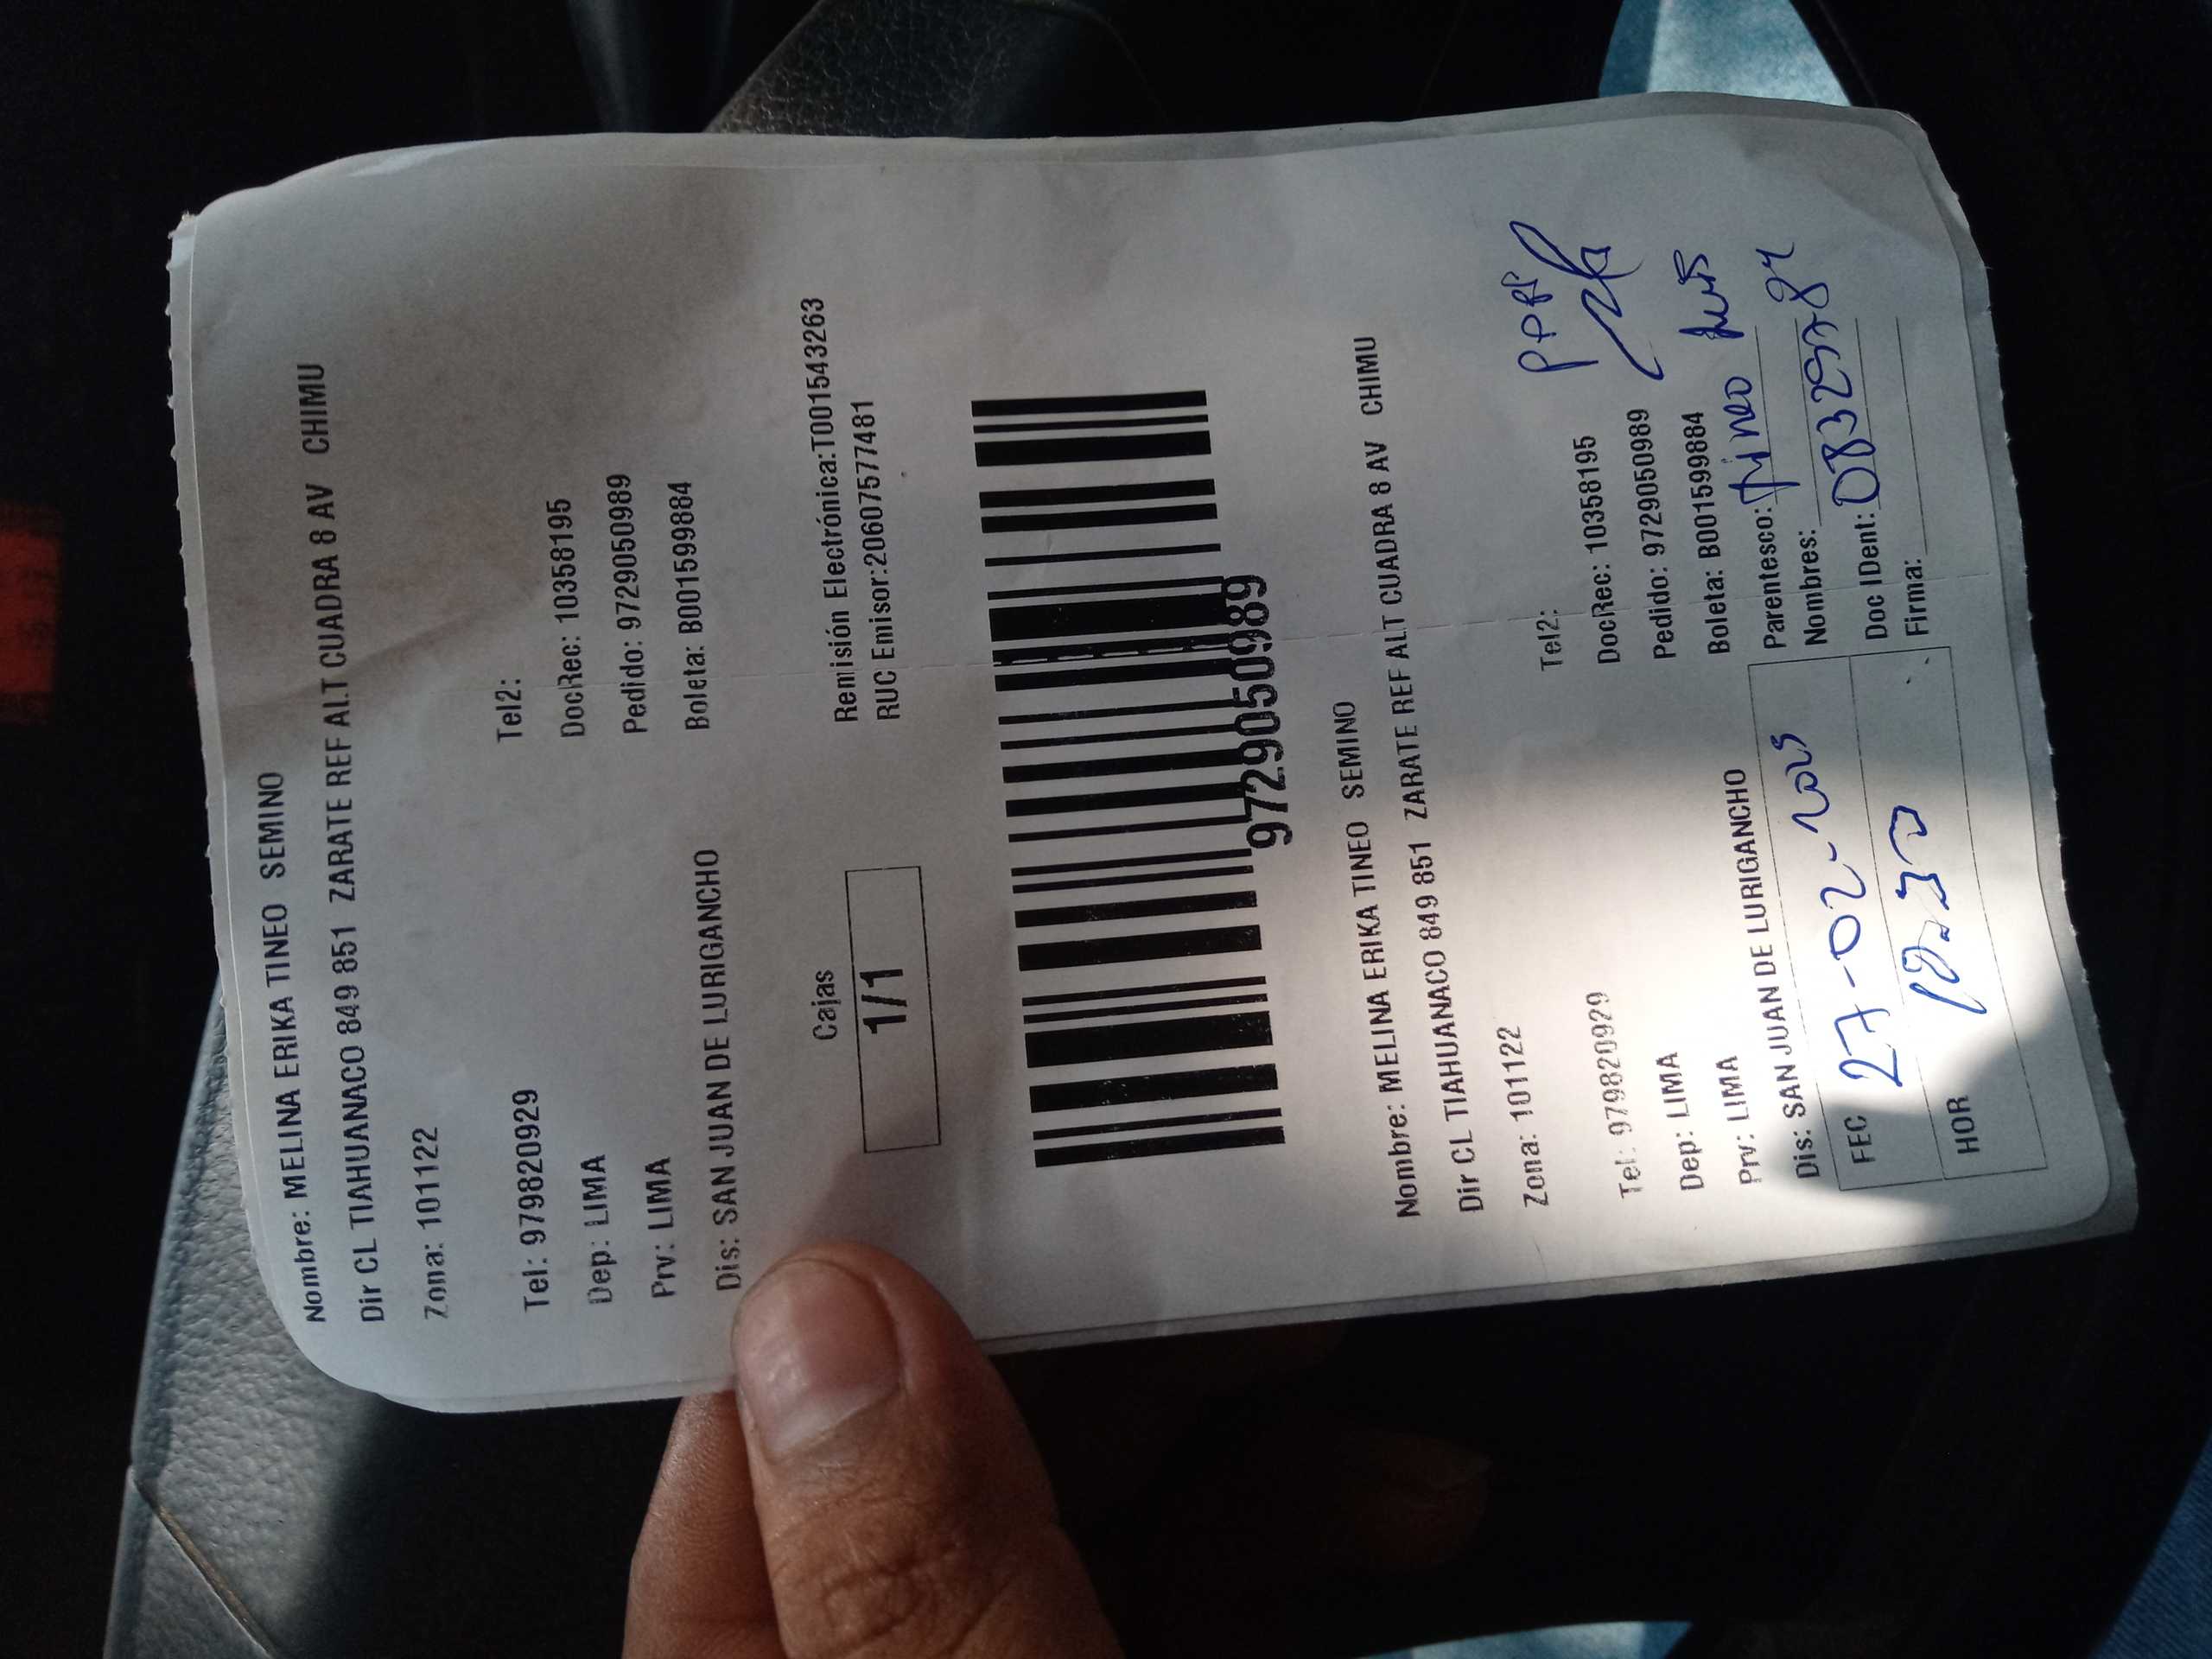 Nombre: MELINA ERIKA TINEO SEMINO
Dir CL TIAHUANACO 849 851 ZARATE REF ALT CUADRA 8 AV CHIMU
Zona: 101122
Tel: 979820929 Tel2:
Dep: LIMA DocRec: 10358195
Prv: LIMA Pedido: 9729050989
Dis: SAN JUAN DE LURIGANCHO Boleta: B001599884
Cajas
1/1
Remisión Electrónica:T001543263
RUC Emisor:20607577481
9729050989
Nombre: MELINA ERIKA TINEO SEMINO
Dir CL TIAHUANACO 849 851 ZARATE REF ALT CUADRA 8 AV CHIMU
Zona: 101122
Tel: 979820929 Tel2:
Dep: LIMA DocRec: 10358195
Prv: LIMA Pedido: 9729050989
Dis: SAN JUAN DE LURIGANCHO Boleta: B001599884
FEC 27-02-2025
HOR
Parentesco: Tineo
Nombres:
Doc IDent:
Firma: